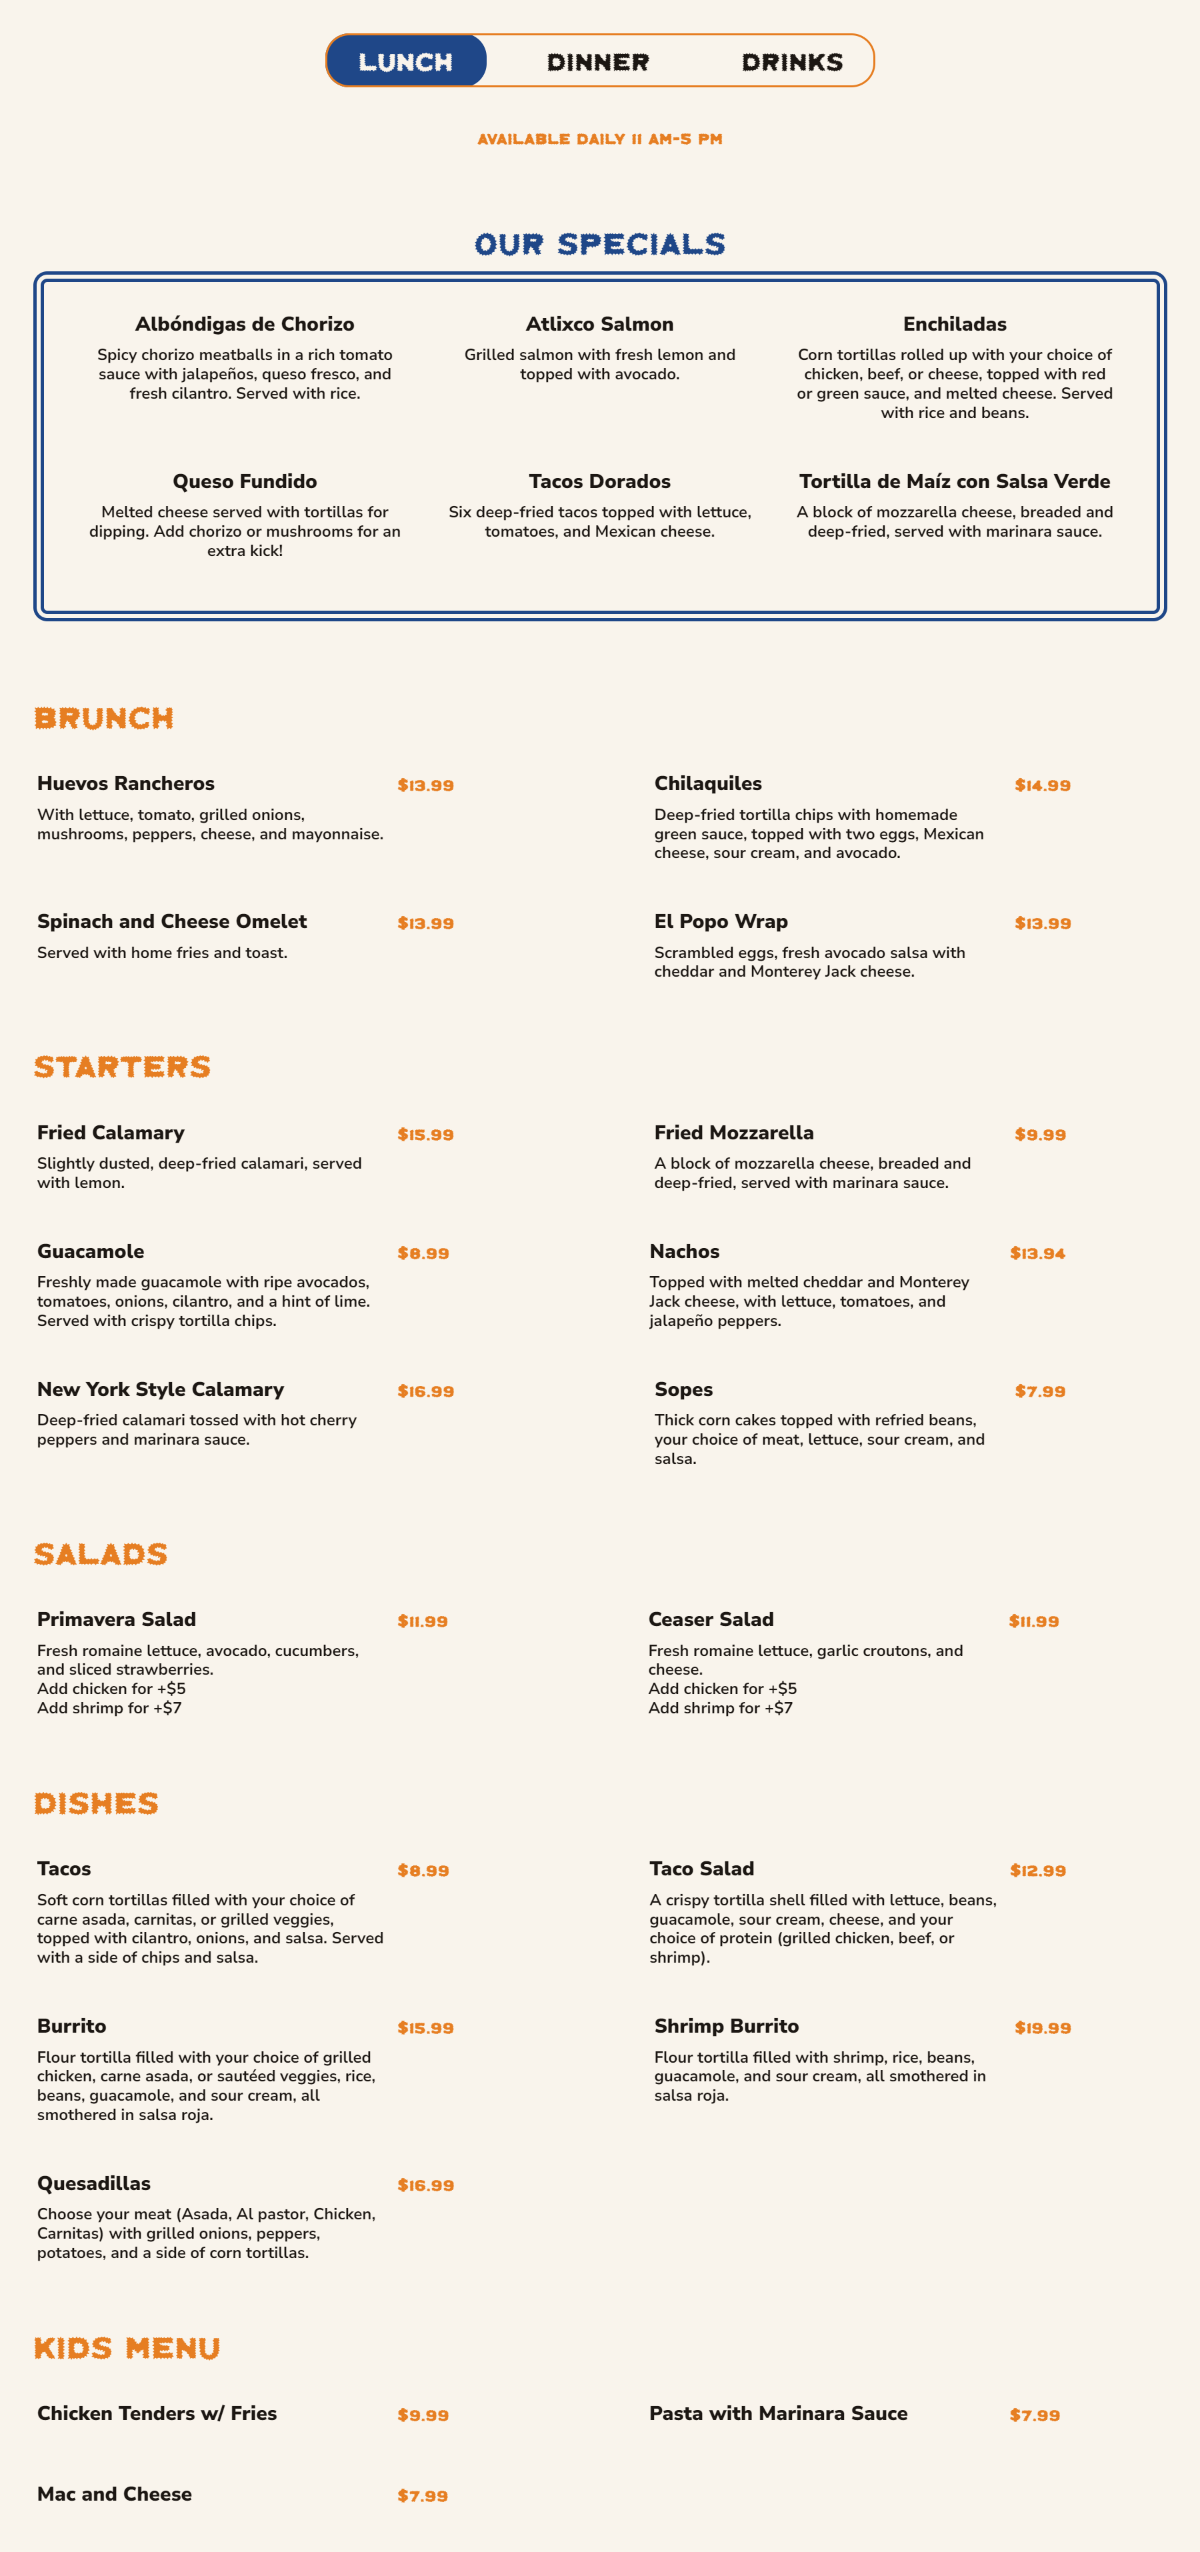 LUNCH DINNER DRINKS
AVAILABLE DAILY 11 AM-5 PM
OUR SPECIALS
Albóndigas de Chorizo
Spicy chorizo meatballs in a rich tomato
sauce with jalapeños, queso fresco, and
fresh cilantro. Served with rice.
Atlixco Salmon
Grilled salmon with fresh lemon and
topped with avocado.
Enchiladas
Corn tortillas rolled up with your choice of
chicken, beef, or cheese, topped with red
or green sauce, and melted cheese. Served
with rice and beans.
Queso Fundido
Melted cheese served with tortillas for
dipping. Add chorizo or mushrooms for an
extra kick!
Tacos Dorados
Six deep-fried tacos topped with lettuce,
tomatoes, and Mexican cheese.
Tortilla de Maíz con Salsa Verde
A block of mozzarella cheese, breaded and
deep-fried, served with marinara sauce.
BRUNCH
Huevos Rancheros $13.99
With lettuce, tomato, grilled onions,
mushrooms, peppers, cheese, and mayonnaise.
Chilaquiles $14.99
Deep-fried tortilla chips with homemade
green sauce, topped with two eggs, Mexican
cheese, sour cream, and avocado.
Spinach and Cheese Omelet $13.99
Served with home fries and toast.
El Popo Wrap $13.99
Scrambled eggs, fresh avocado salsa with
cheddar and Monterey Jack cheese.
STARTERS
Fried Calamary $15.99
Slightly dusted, deep-fried calamari, served
with lemon.
Fried Mozzarella $9.99
A block of mozzarella cheese, breaded and
deep-fried, served with marinara sauce.
Guacamole $8.99
Freshly made guacamole with ripe avocados,
tomatoes, onions, cilantro, and a hint of lime.
Served with crispy tortilla chips.
Nachos $13.94
Topped with melted cheddar and Monterey
Jack cheese, with lettuce, tomatoes, and
jalapeño peppers.
New York Style Calamary $16.99
Deep-fried calamari tossed with hot cherry
peppers and marinara sauce.
Sopes $7.99
Thick corn cakes topped with refried beans,
your choice of meat, lettuce, sour cream, and
salsa.
SALADS
Primavera Salad $11.99
Fresh romaine lettuce, avocado, cucumbers,
and sliced strawberries.
Add chicken for +$5
Add shrimp for +$7
Ceaser Salad $11.99
Fresh romaine lettuce, garlic croutons, and
cheese.
Add chicken for +$5
Add shrimp for +$7
DISHES
Tacos $8.99
Soft corn tortillas filled with your choice of
carne asada, carnitas, or grilled veggies,
topped with cilantro, onions, and salsa. Served
with a side of chips and salsa.
Taco Salad $12.99
A crispy tortilla shell filled with lettuce, beans,
guacamole, sour cream, cheese, and your
choice of protein (grilled chicken, beef, or
shrimp).
Burrito $15.99
Flour tortilla filled with your choice of grilled
chicken, carne asada, or sautéed veggies, rice,
beans, guacamole, and sour cream, all
smothered in salsa roja.
Shrimp Burrito $19.99
Flour tortilla filled with shrimp, rice, beans,
guacamole, and sour cream, all smothered in
salsa roja.
Quesadillas $16.99
Choose your meat (Asada, Al pastor, Chicken,
Carnitas) with grilled onions, peppers,
potatoes, and a side of corn tortillas.
KIDS MENU
Chicken Tenders w/ Fries $9.99
Pasta with Marinara Sauce $7.99
Mac and Cheese $7.99